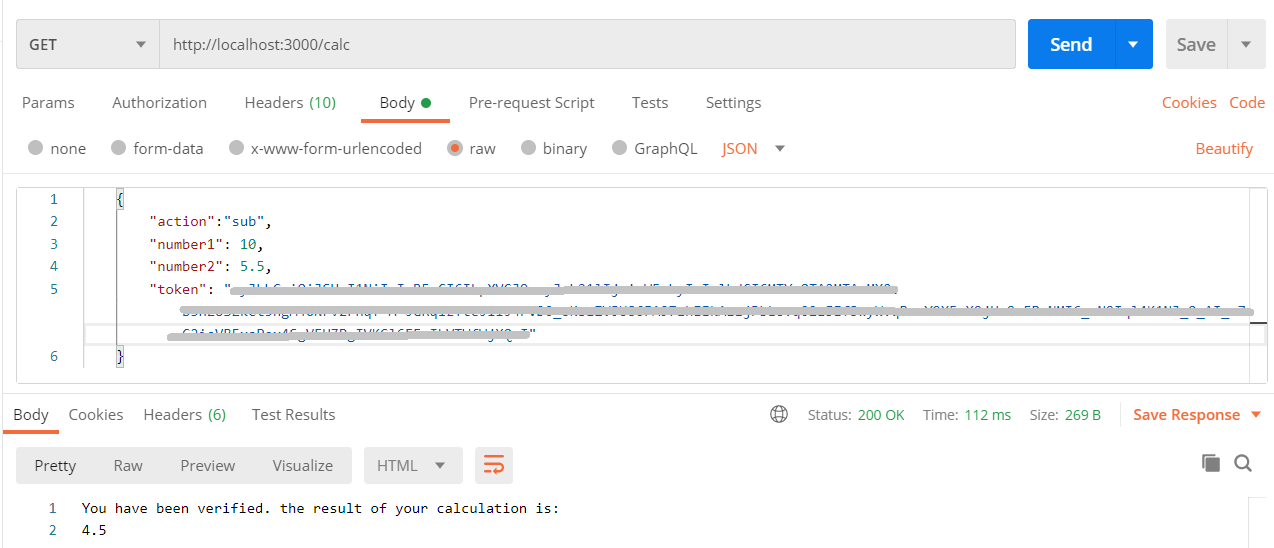 GET http://localhost:3000/calc Send Save
Params Authorization Headers (10) Body Pre-request Script Tests Settings Cookies Code
none form-data x-www-form-urlencoded raw binary GraphQL JSON Beautify
1 {
2 "action":"sub",
3 "number1": 10,
4 "number2": 5.5,
5 "token": "
"
6 }
Body Cookies Headers (6) Test Results Status: 200 OK Time: 112 ms Size: 269 B Save Response
Pretty Raw Preview Visualize HTML
1 You have been verified. the result of your calculation is:
2 4.5